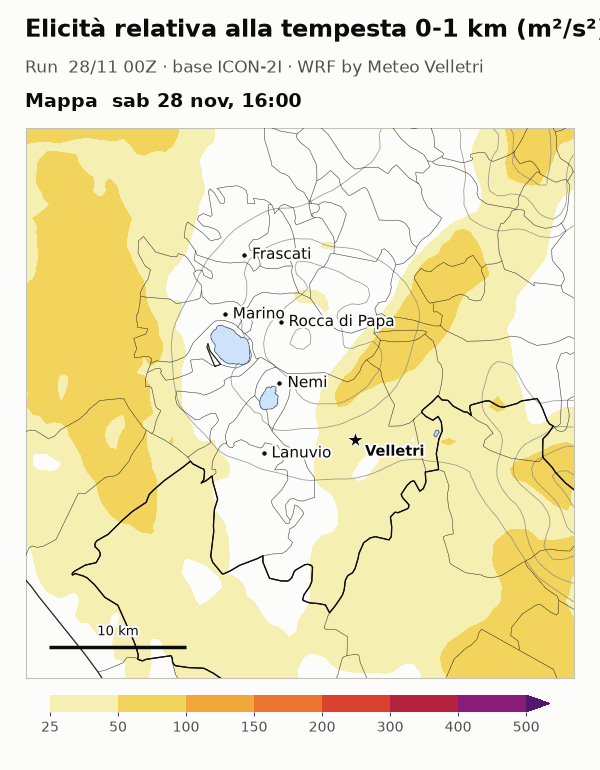 Elicità relativa alla tempesta 0-1 km (m²/s²)
Run  28/11 00Z · base ICON-2I · WRF by Meteo Velletri
Mappa  sab 28 nov, 16:00
Frascati
Marino
Rocca di Papa
Nemi
Velletri
Lanuvio
10 km
25 50 100 150 200 300 400 500